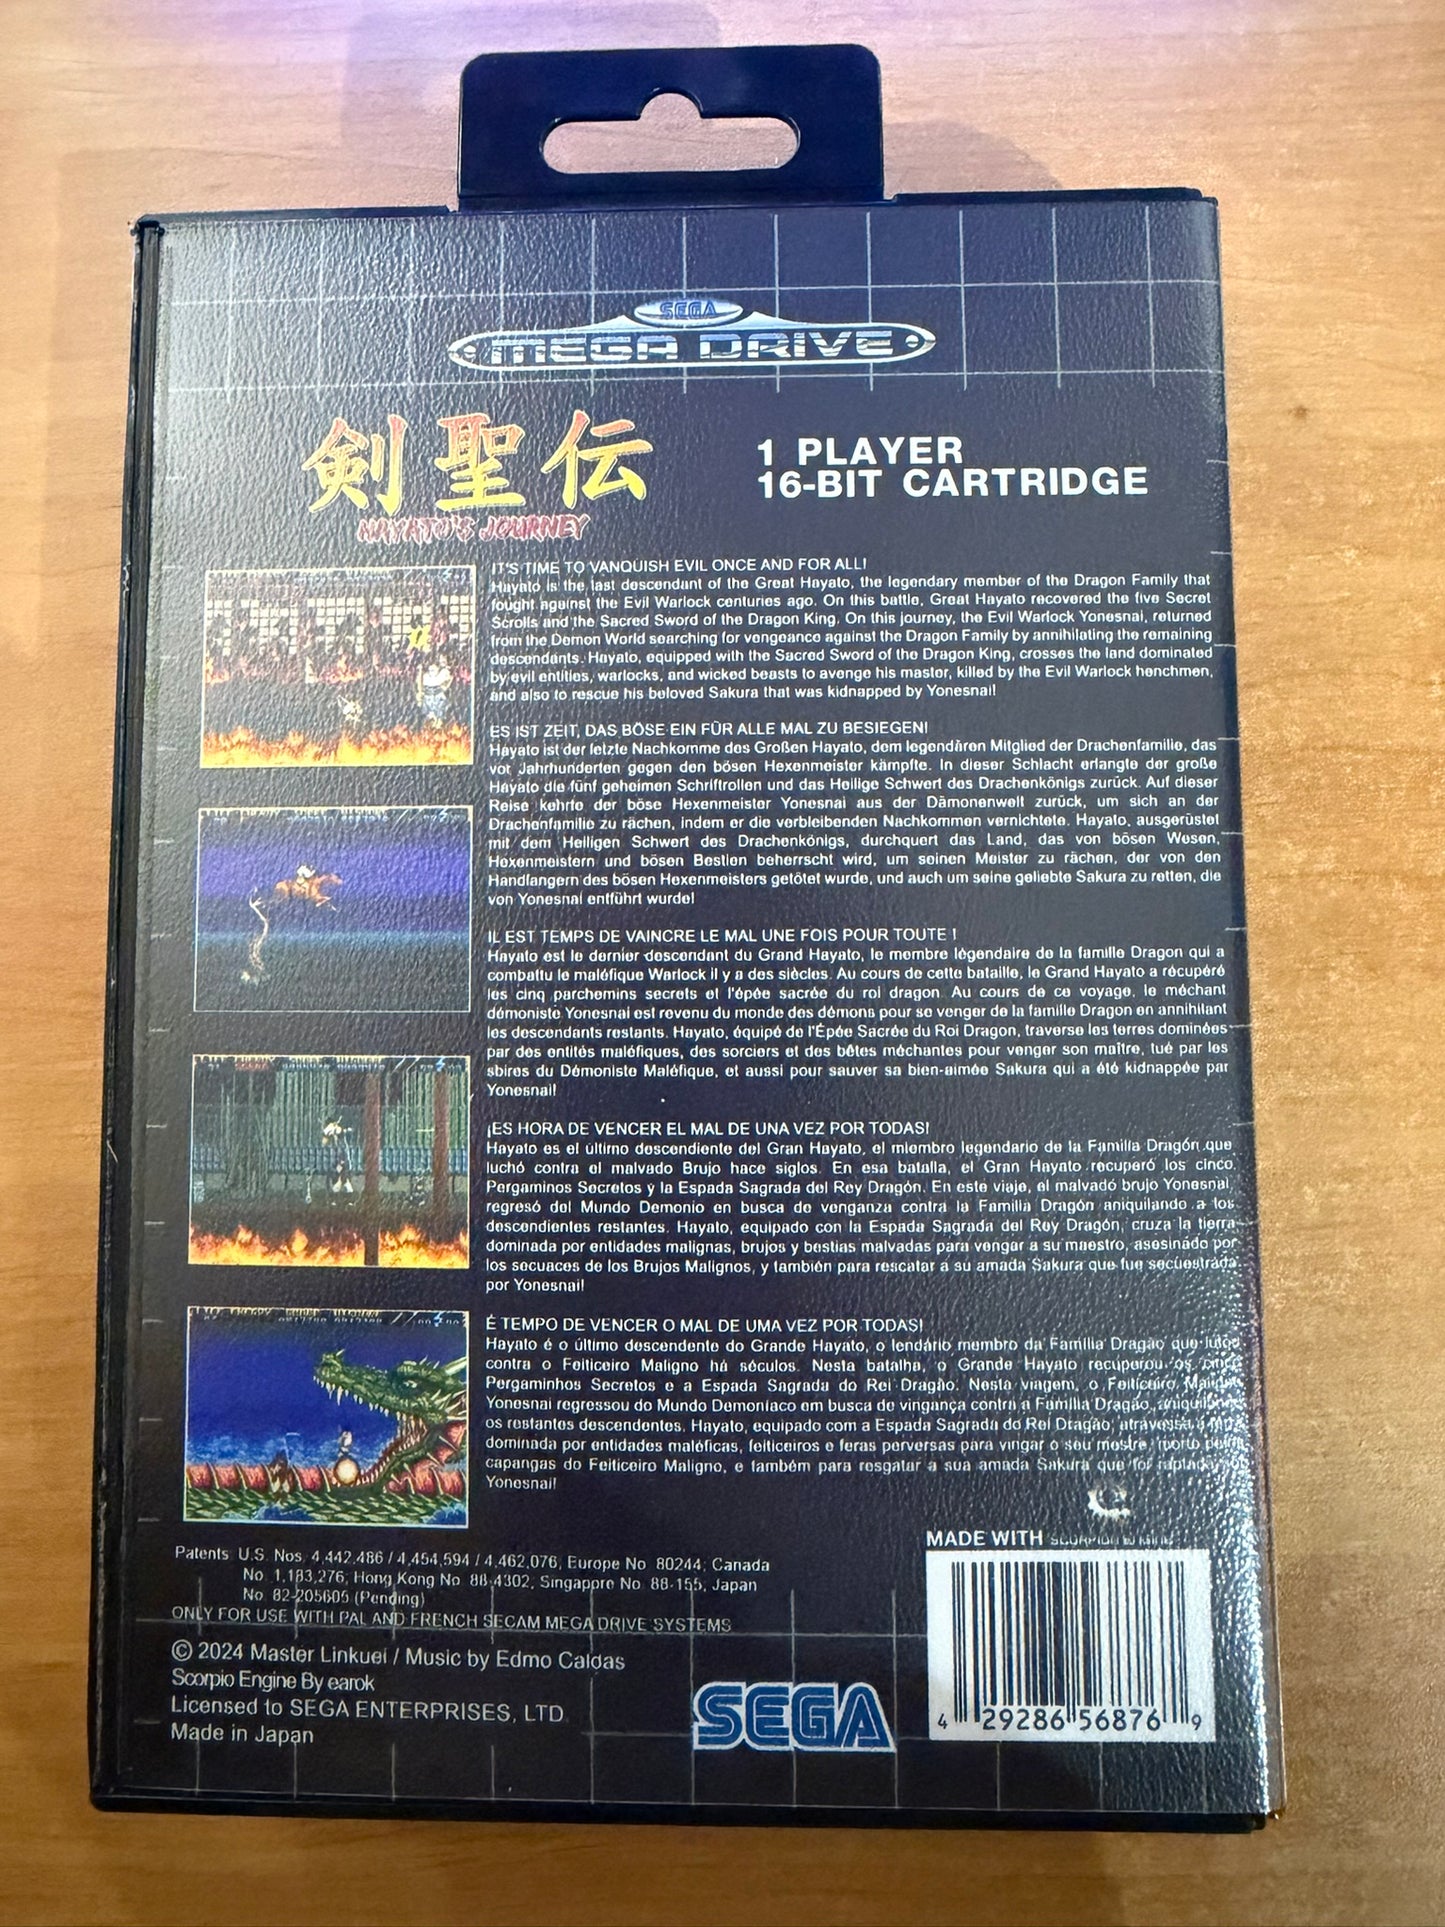 SEGA
MEGA DRIVE
剣聖伝
HAYATO'S JOURNEY
1 PLAYER
16-BIT CARTRIDGE
IT'S TIME TO VANQUISH EVIL ONCE AND FOR ALL!
Hayato is the last descendant of the Great Hayato, the legendary member of the Dragon Family that
fought against the Evil Warlock centuries ago. On this battle, Great Hayato recovered the five Secret
Scrolls and the Sacred Sword of the Dragon King. On this journey, the Evil Warlock Yonesnai, returned
from the Demon World searching for vengeance against the Dragon Family by annihilating the remaining
descendants. Hayato, equipped with the Sacred Sword of the Dragon King, crosses the land dominated
by evil entities, warlocks, and wicked beasts to avenge his master, killed by the Evil Warlock henchmen,
and also to rescue his beloved Sakura that was kidnapped by Yonesnai!
ES IST ZEIT, DAS BÖSE EIN FÜR ALLE MAL ZU BESIEGEN!
Hayato ist der letzte Nachkomme des Großen Hayato, dem legendären Mitglied der Drachenfamilie, das
vor Jahrhunderten gegen den bösen Hexenmeister kämpfte. In dieser Schlacht erlangte der große
Hayato die fünf geheimen Schriftrollen und das Heilige Schwert des Drachenkönigs zurück. Auf dieser
Reise kehrte der böse Hexenmeister Yonesnai aus der Dämonenwelt zurück, um sich an der
Drachenfamilie zu rächen, indem er die verbleibenden Nachkommen vernichtete. Hayato, ausgerüstet
mit dem Heiligen Schwert des Drachenkönigs, durchquert das Land, das von bösen Wesen,
Hexenmeistern und bösen Bestien beherrscht wird, um seinen Meister zu rächen, der von den
Handlangern des bösen Hexenmeisters getötet wurde, und auch um seine geliebte Sakura zu retten, die
von Yonesnai entführt wurde!
IL EST TEMPS DE VAINCRE LE MAL UNE FOIS POUR TOUTE !
Hayato est le dernier descendant du Grand Hayato, le membre légendaire de la famille Dragon qui a
combattu le maléfique Warlock il y a des siècles. Au cours de cette bataille, le Grand Hayato a récupéré
les cinq parchemins secrets et l'épée sacrée du roi dragon. Au cours de ce voyage, le méchant
démoniste Yonesnai est revenu du monde des démons pour se venger de la famille Dragon en annihilant
les descendants restants. Hayato, équipé de l'Épée Sacrée du Roi Dragon, traverse les terres dominées
par des entités maléfiques, des sorciers et des bêtes méchantes pour venger son maître, tué par les
sbires du Démoniste Maléfique, et aussi pour sauver sa bien-aimée Sakura qui a été kidnappée par
Yonesnai!
¡ES HORA DE VENCER EL MAL DE UNA VEZ POR TODAS!
Hayato es el último descendiente del Gran Hayato, el miembro legendario de la Familia Dragón que
luchó contra el malvado Brujo hace siglos. En esa batalla, el Gran Hayato recuperó los cinco
Pergaminos Secretos y la Espada Sagrada del Rey Dragón. En este viaje, el malvado brujo Yonesnai,
regresó del Mundo Demonio en busca de venganza contra la Familia Dragón aniquilando a los
descendientes restantes. Hayato, equipado con la Espada Sagrada del Rey Dragón, cruza la tierra
dominada por entidades malignas, brujos y bestias malvadas para vengar a su maestro, asesinado por
los secuaces de los Brujos Malignos, y también para rescatar a su amada Sakura que fue secuestrada
por Yonesnai!
É TEMPO DE VENCER O MAL DE UMA VEZ POR TODAS!
Hayato é o último descendente do Grande Hayato, o lendário membro da Família Dragão que lutou
contra o Feiticeiro Maligno há séculos. Nesta batalha, o Grande Hayato recuperou os cinco
Pergaminhos Secretos e a Espada Sagrada do Rei Dragão. Nesta viagem, o Feiticeiro Maligno
Yonesnai regressou do Mundo Demoníaco em busca de vingança contra a Família Dragão,
os restantes descendentes. Hayato, equipado com a Espada Sagrada do Rei Dragão, atravessa a
dominada por entidades maléficas, feiticeiros e feras perversas para vingar o seu mestre, morto
capangas do Feiticeiro Maligno, e também para resgatar a sua amada Sakura que foi raptada
Yonesnai!
MADE WITH SCORPION ENGINE
Patents: U.S. Nos. 4,442,486 / 4,454,594 / 4,462,076; Europe No. 80244; Canada
No. 1,183,276; Hong Kong No. 88-4302; Singapore No. 88-155; Japan
No. 82-205605 (Pending)
ONLY FOR USE WITH PAL AND FRENCH SECAM MEGA DRIVE SYSTEMS
© 2024 Master Linkuei / Music by Edmo Caldas
Scorpio Engine By earok
Licensed to SEGA ENTERPRISES, LTD.
Made in Japan
SEGA
4 29286 56876 9